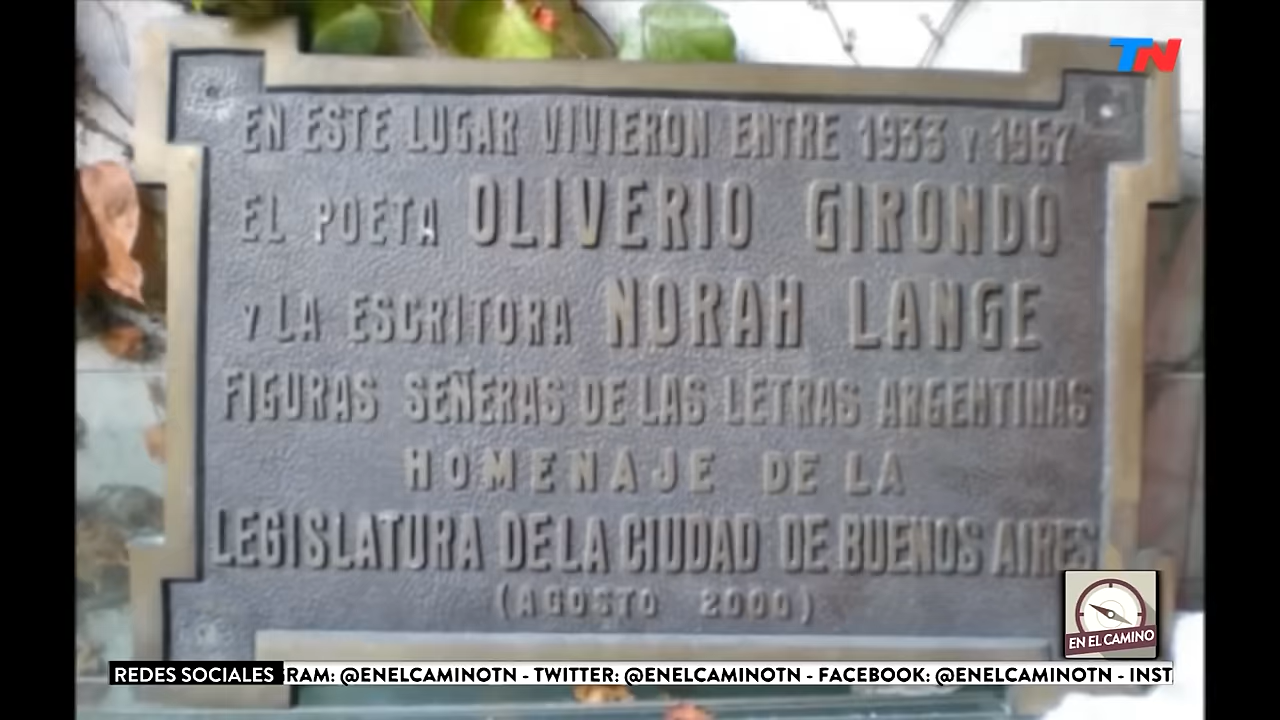 TN
EN ESTE LUGAR VIVIERON ENTRE 1933 Y 1967
EL POETA OLIVERIO GIRONDO
Y LA ESCRITORA NORAH LANGE
FIGURAS SEÑERAS DE LAS LETRAS ARGENTINAS
HOMENAJE DE LA
LEGISLATURA DE LA CIUDAD DE BUENOS AIRES
(AGOSTO 2000)
EN EL CAMINO
REDES SOCIALES RAM: @ENELCAMINOTN - TWITTER: @ENELCAMINOTN - FACEBOOK: @ENELCAMINOTN - INST